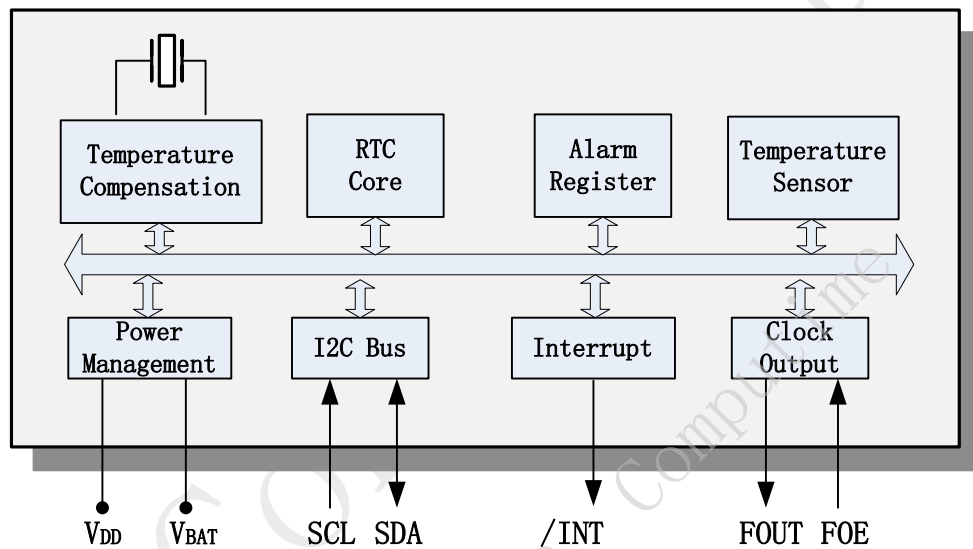 Temperature
Compensation
RTC
Core
Alarm
Register
Temperature
Sensor
Power
Management
I2C Bus
Interrupt
Clock
Output
VDD
VBAT
SCL SDA
/INT
FOUT FOE